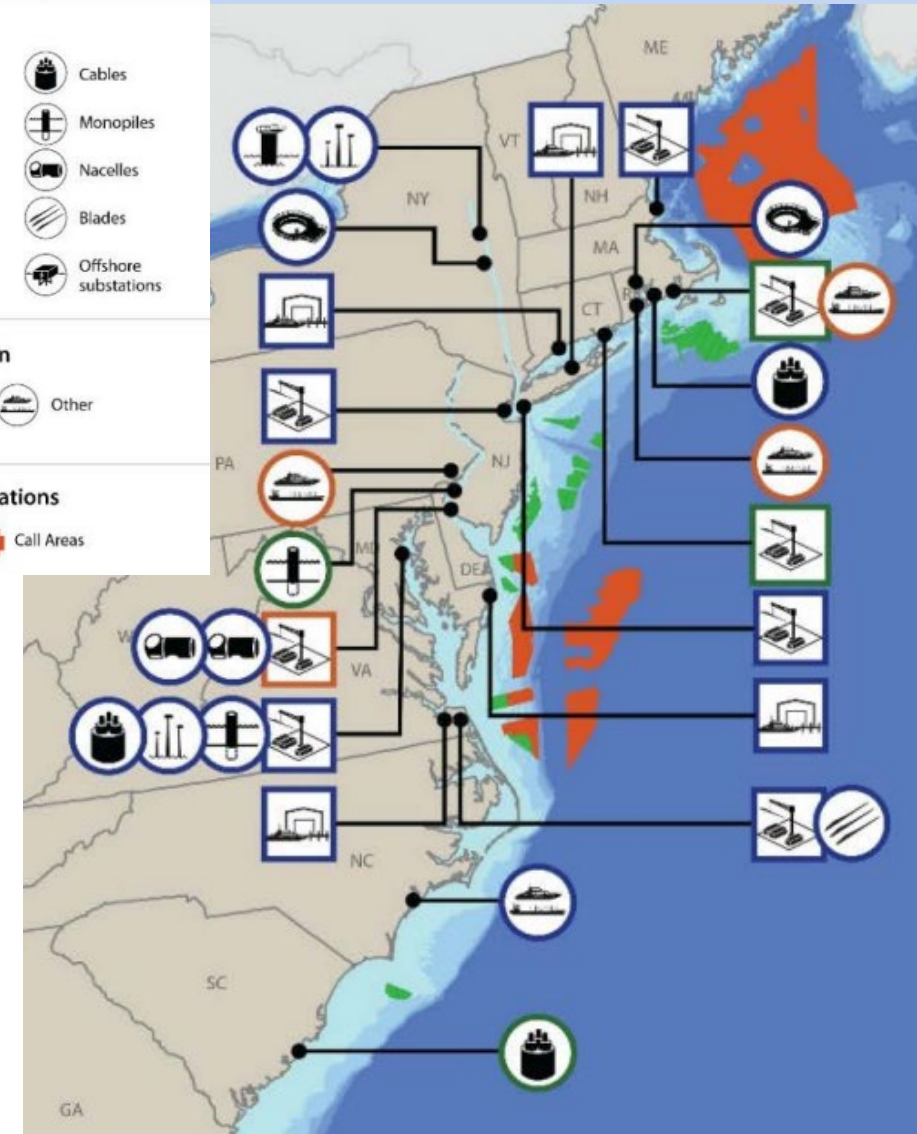 Cables
Monopiles
Nacelles
Blades
Offshore
substations
n
Other
ations
Call Areas
ME
VT
NH
NY
MA
CT
PA
NJ
MD
DE
W
VA
NC
SC
GA